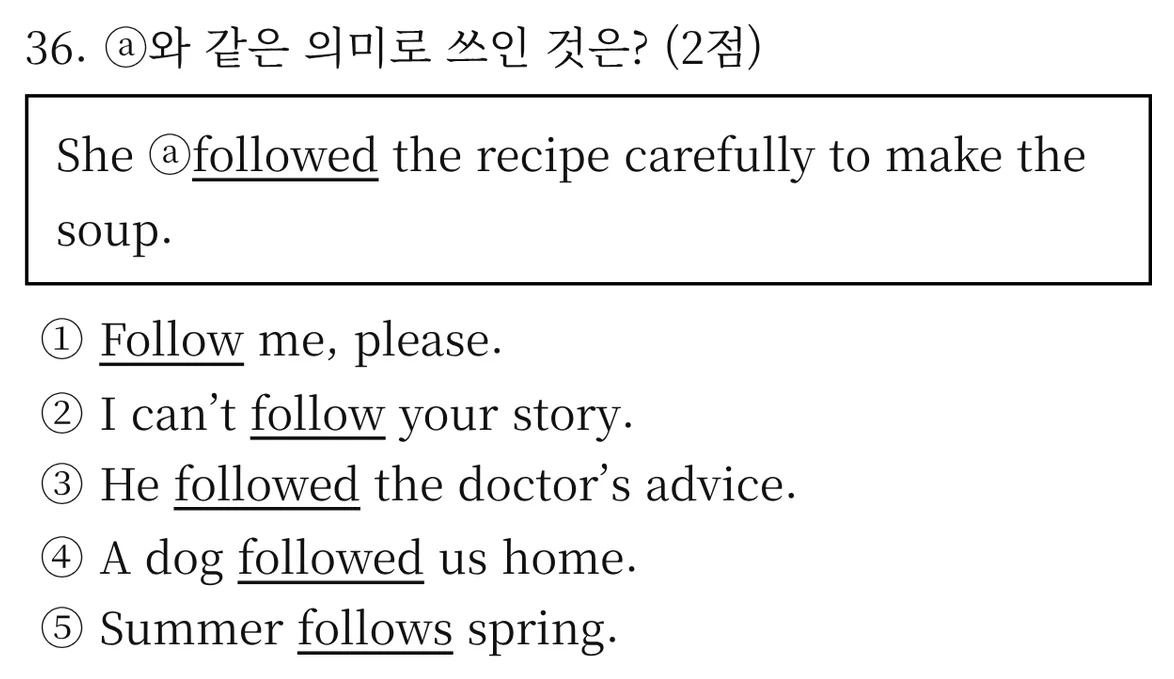 36. ⓐ와 같은 의미로 쓰인 것은? (2점)
She ⓐfollowed the recipe carefully to make the
soup.
① Follow me, please.
② I can’t follow your story.
③ He followed the doctor’s advice.
④ A dog followed us home.
⑤ Summer follows spring.